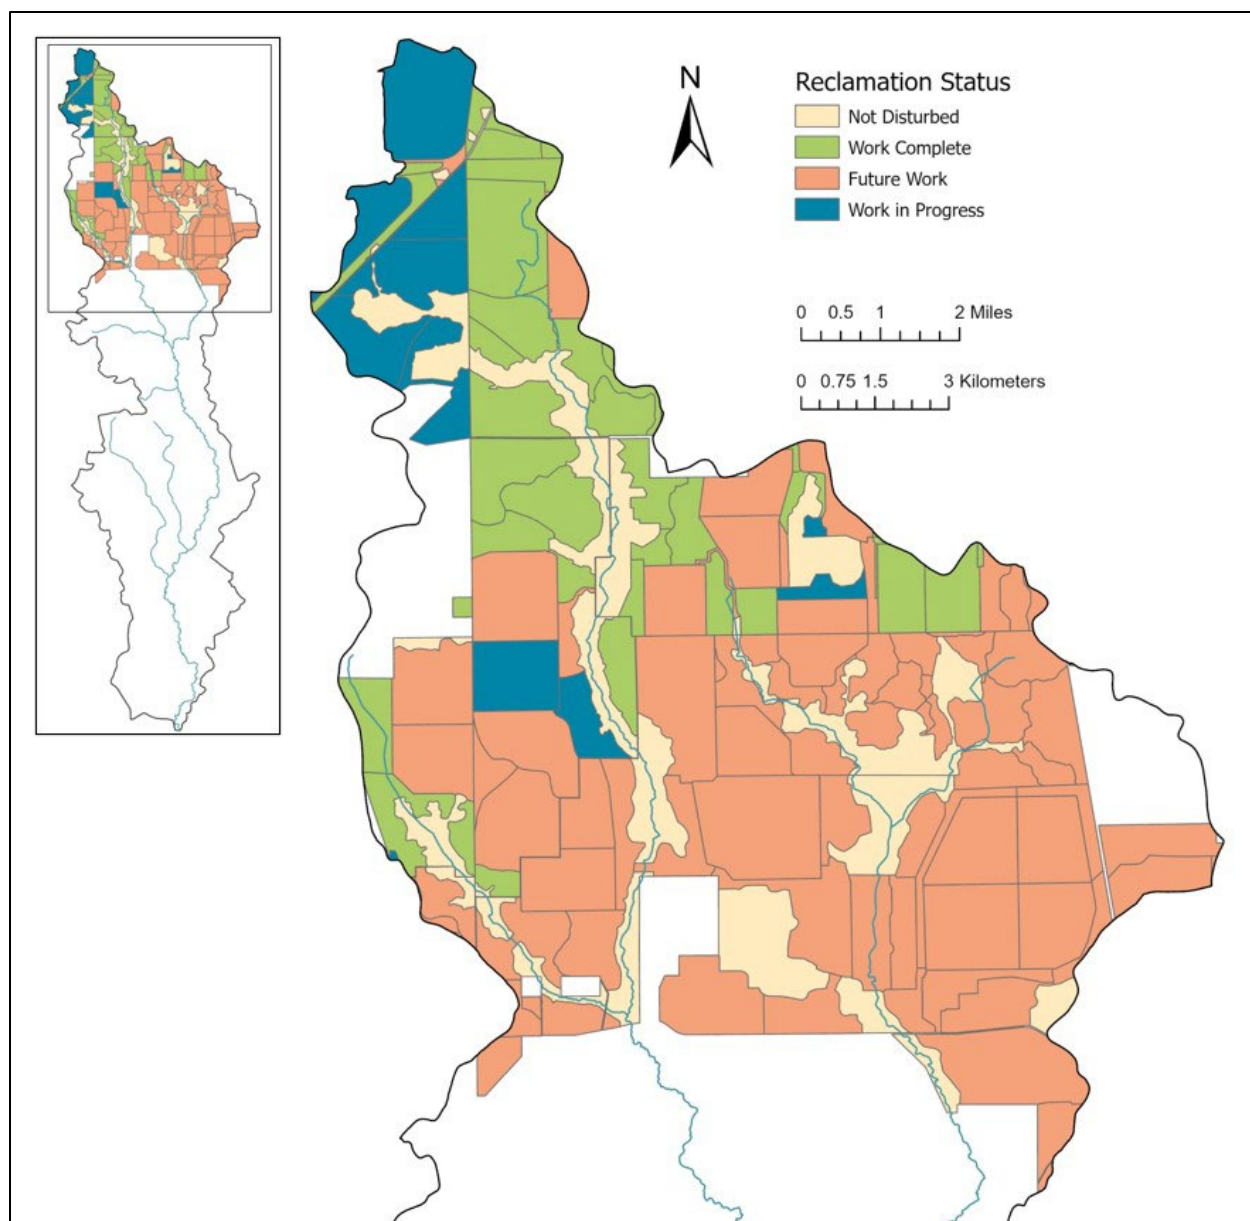 N
Reclamation Status
Not Disturbed
Work Complete
Future Work
Work in Progress
0 0.5 1 2 Miles
0 0.75 1.5 3 Kilometers